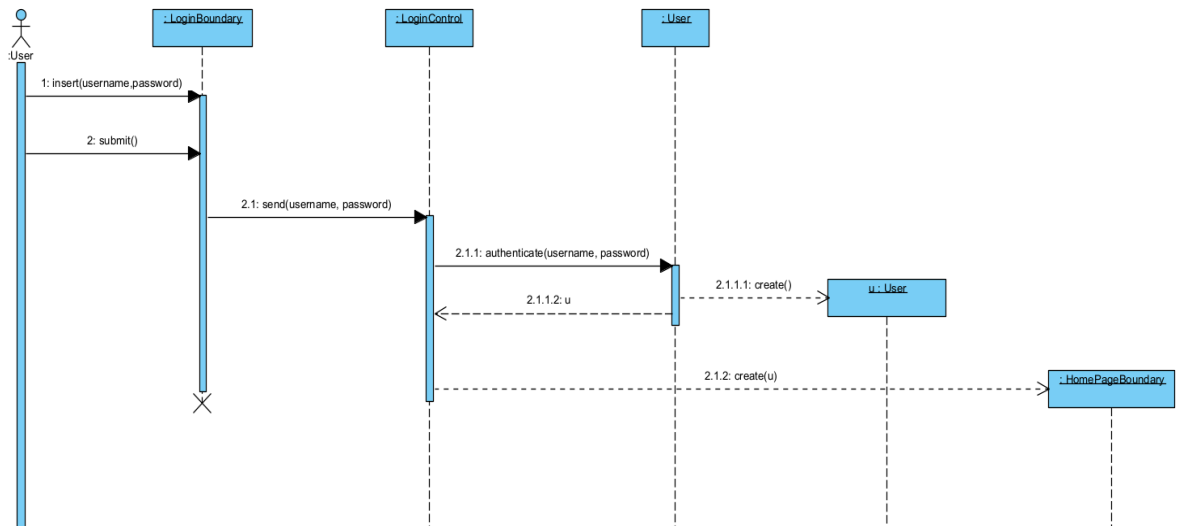 : LoginBoundary
: LoginControl
: User
:User
1: insert(username,password)
2: submit()
2.1: send(username, password)
2.1.1: authenticate(username, password)
2.1.1.1: create()
u : User
2.1.1.2: u
2.1.2: create(u)
: HomePageBoundary